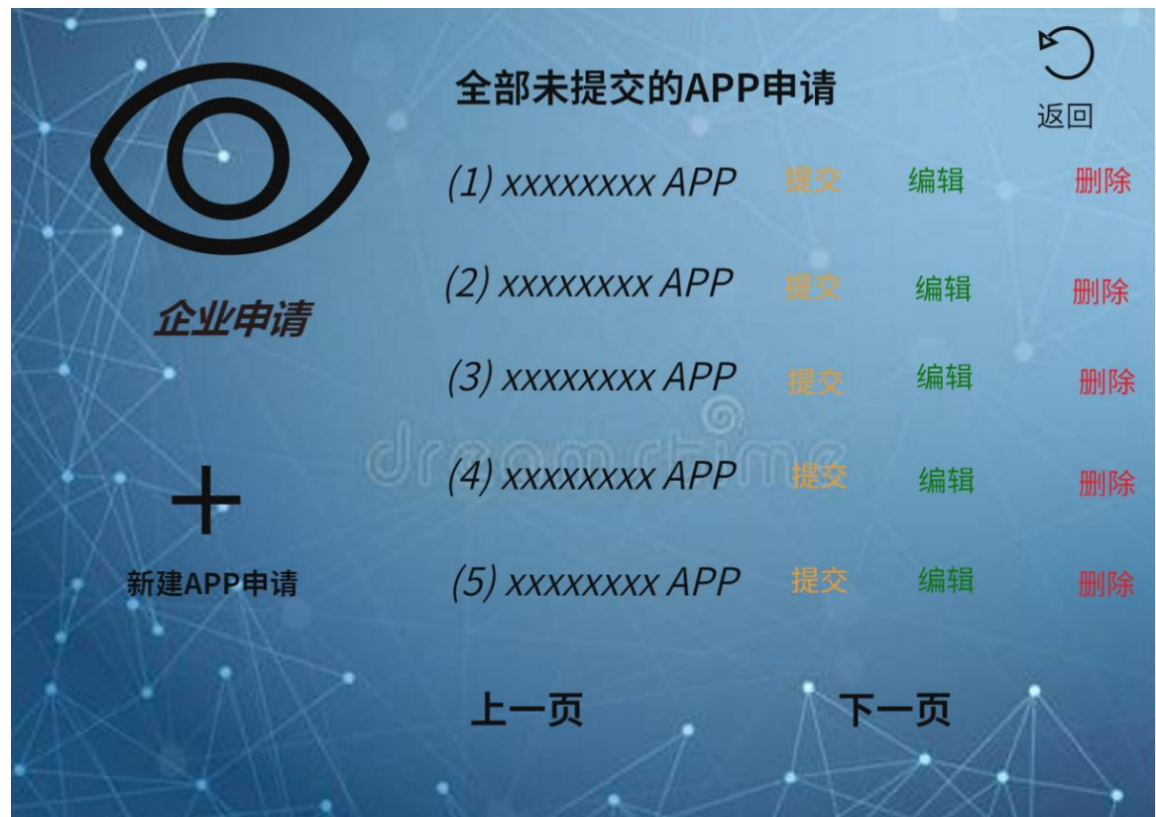 全部未提交的APP申请
返回
(1) xxxxxxxx APP 提交 编辑 删除
(2) xxxxxxxx APP 提交 编辑 删除
企业申请
(3) xxxxxxxx APP 提交 编辑 删除
dreamstime
(4) xxxxxxxx APP 提交 编辑 删除
新建APP申请
(5) xxxxxxxx APP 提交 编辑 删除
上一页 下一页